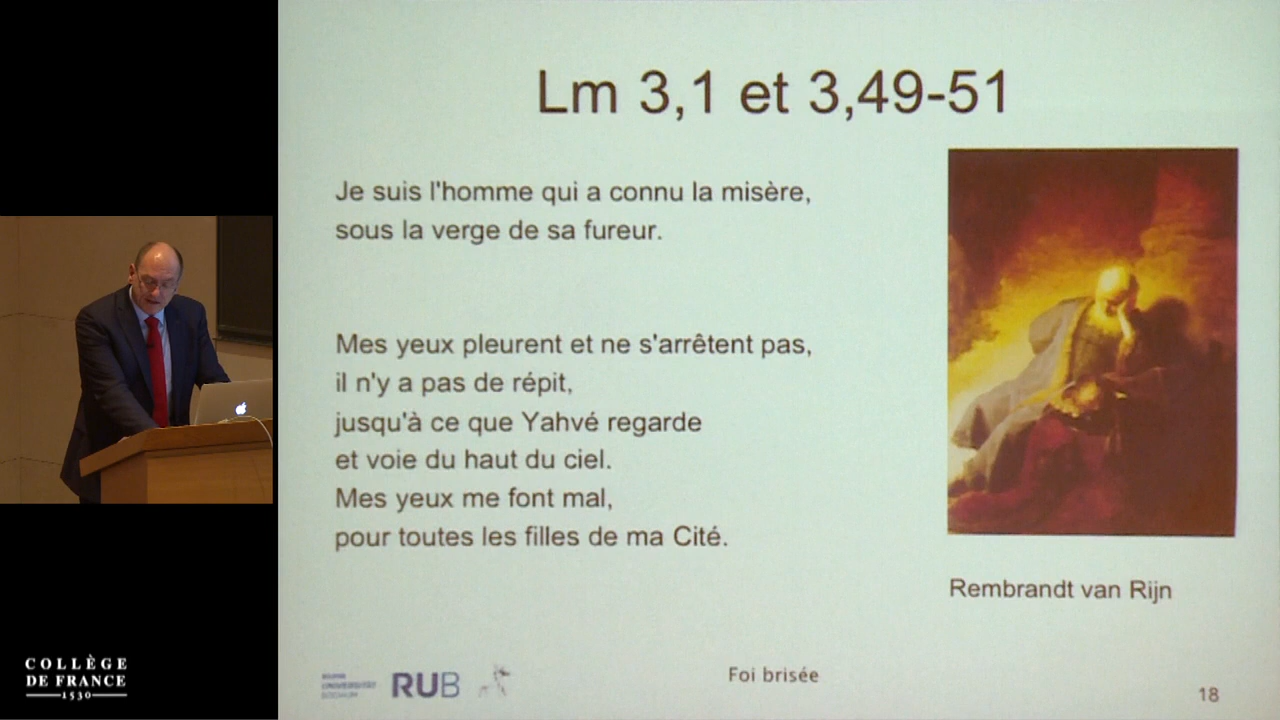 Lm 3,1 et 3,49-51
Je suis l'homme qui a connu la misère,
sous la verge de sa fureur.
Mes yeux pleurent et ne s'arrêtent pas,
il n'y a pas de répit,
jusqu'à ce que Yahvé regarde
et voie du haut du ciel.
Mes yeux me font mal,
pour toutes les filles de ma Cité.
Rembrandt van Rijn
COLLÈGE
DE FRANCE
1530
UNIVERSITÄT
BOCHUM
RUB
Foi brisée
18